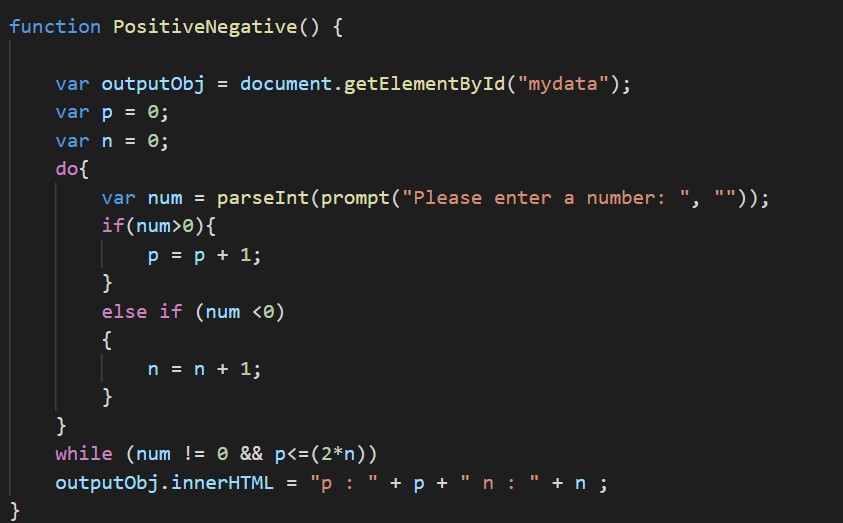 function PositiveNegative() {
var outputObj = document.getElementById("mydata");
var p = 0;
var n = 0;
do{
var num = parseInt(prompt("Please enter a number: ", ""));
if(num>0){
p = p + 1;
}
else if (num <0)
{
n = n + 1;
}
}
while (num != 0 && p<=(2*n))
outputObj.innerHTML = "p : " + p + " n : " + n ;
}